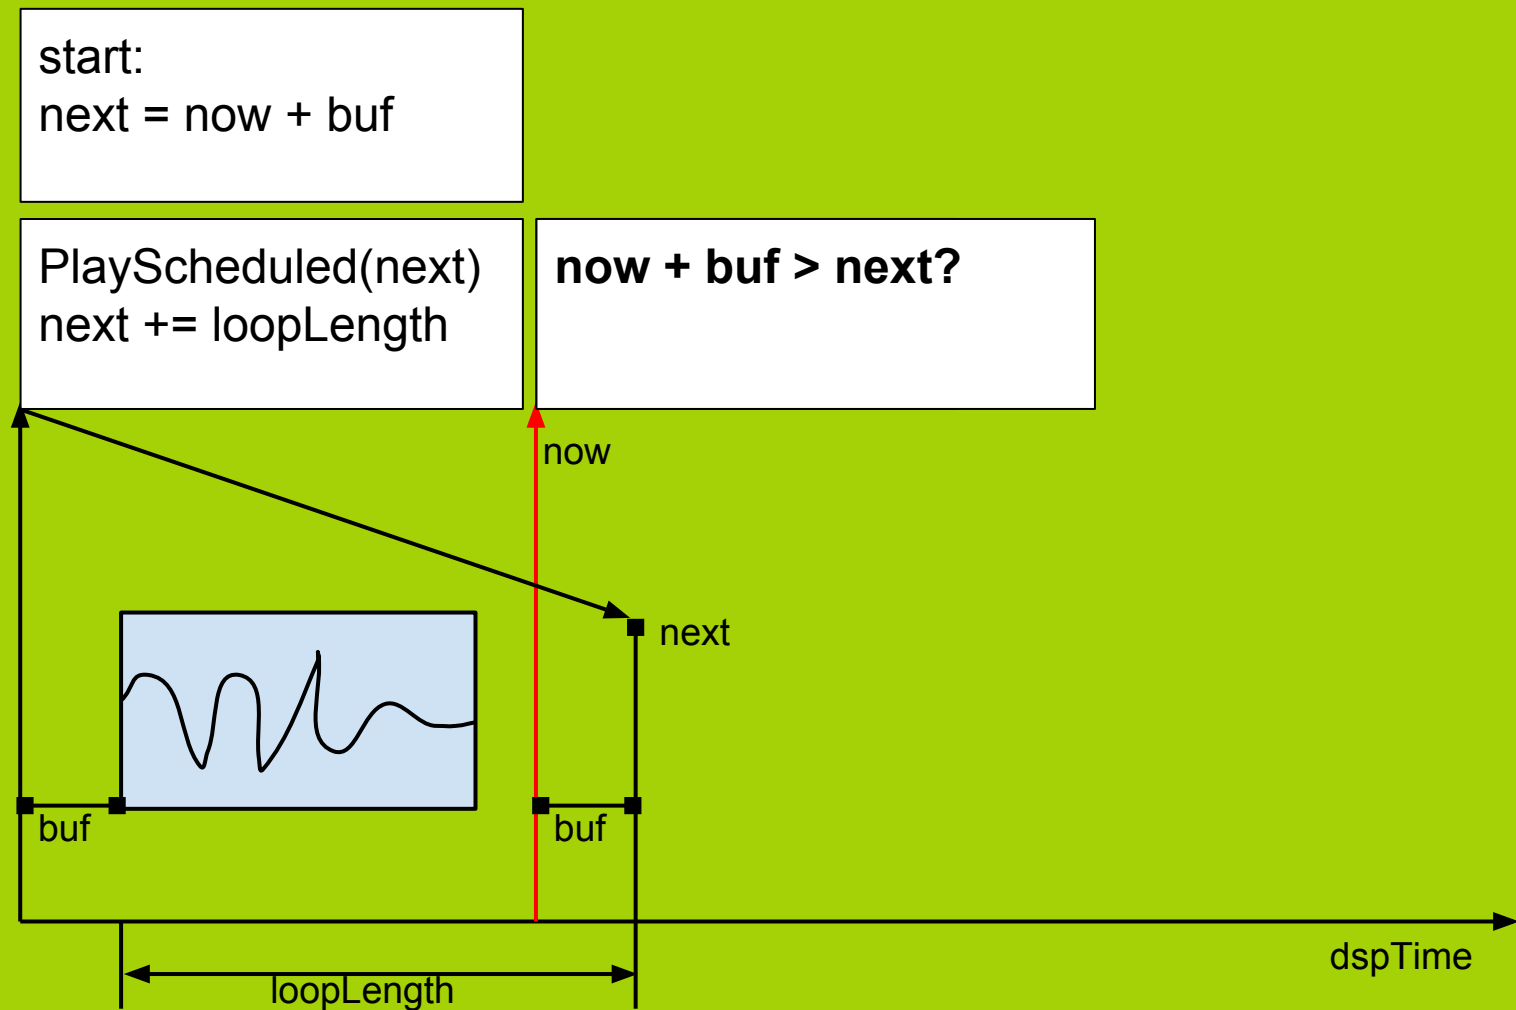 start:
next = now + buf
PlayScheduled(next)
next += loopLength
now + buf > next?
now
next
buf
buf
dspTime
loopLength